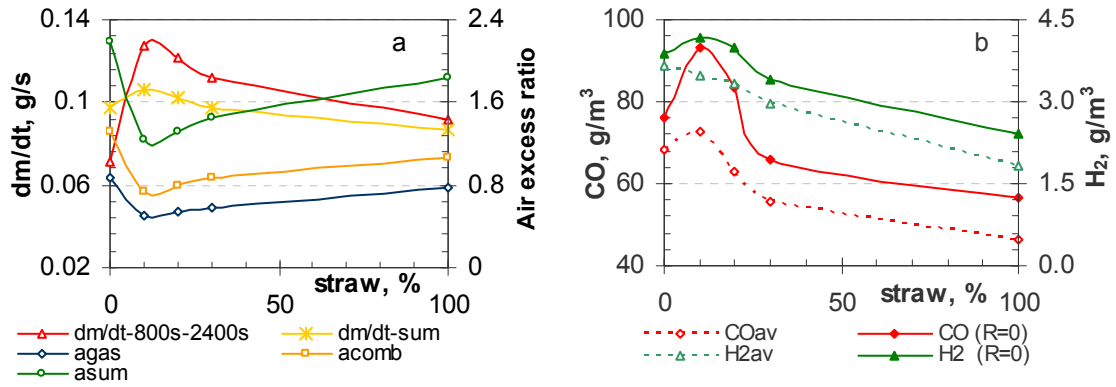 a
dm/dt, g/s
0.14
0.1
0.06
0.02
2.4
1.6
0.8
0
Air excess ratio
0 50 100
straw, %
dm/dt-800s-2400s dm/dt-sum
agas acomb
asum
b
CO, g/m³
100
80
60
40
4.5
3.0
1.5
0.0
H₂, g/m³
0 50 100
straw, %
COav CO (R=0)
H2av H2 (R=0)